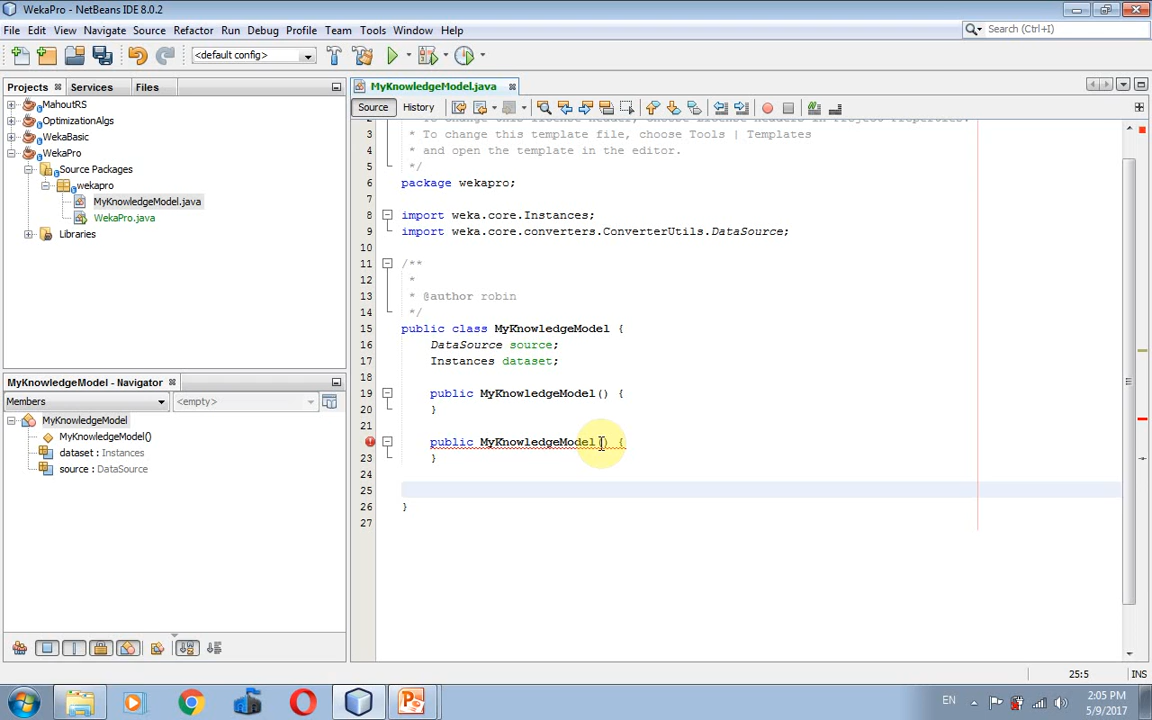 WekaPro - NetBeans IDE 8.0.2
File Edit View Navigate Source Refactor Run Debug Profile Team Tools Window Help
Search (Ctrl+I)
<default config>
Projects Services Files
MahoutRS
OptimizationAlgs
WekaBasic
WekaPro
Source Packages
wekapro
MyKnowledgeModel.java
WekaPro.java
Libraries
MyKnowledgeModel - Navigator
Members
<empty>
MyKnowledgeModel
MyKnowledgeModel()
dataset : Instances
source : DataSource
MyKnowledgeModel.java
Source History
3 * To change this template file, choose Tools | Templates
4 * and open the template in the editor.
5 */
6 package wekapro;
7
8 import weka.core.Instances;
9 import weka.core.converters.ConverterUtils.DataSource;
10
11 /**
12 *
13 * @author robin
14 */
15 public class MyKnowledgeModel {
16 DataSource source;
17 Instances dataset;
18
19 public MyKnowledgeModel() {
20 }
21
public MyKnowledgeModel() {
23 }
24
25
26 }
27
25:5 INS
EN
2:05 PM
5/9/2017